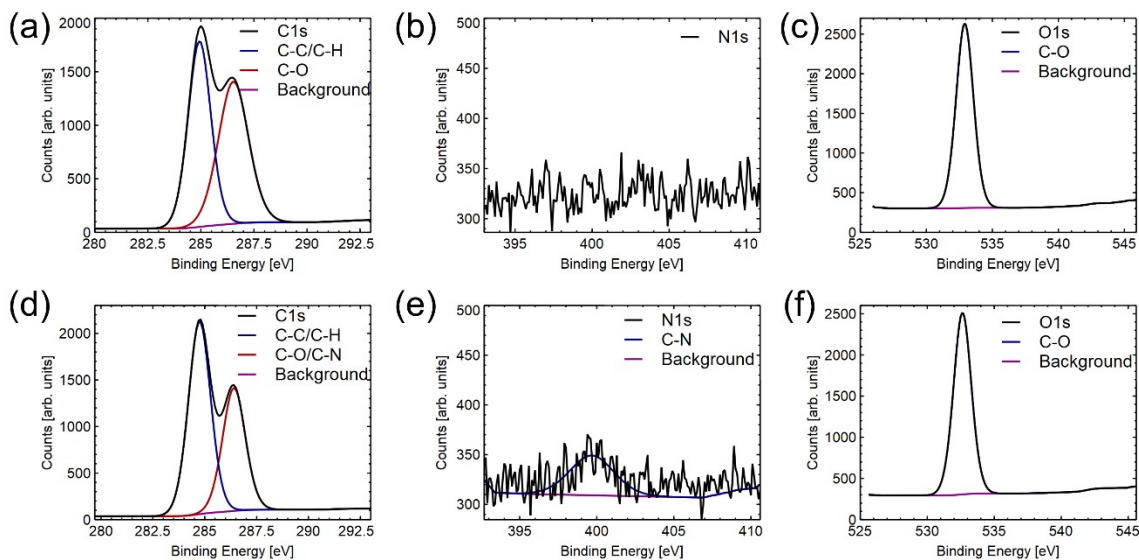 (a)
2000
1500
1000
500
0
Counts [arb. units]
C1s
C-C/C-H
C-O
Background
280 282.5 285 287.5 290 292.5
Binding Energy [eV]
(b)
500
450
400
350
300
Counts [arb. units]
N1s
395 400 405 410
Binding Energy [eV]
(c)
2500
2000
1500
1000
500
0
Counts [arb. units]
O1s
C-O
Background
525 530 535 540 545
Binding Energy [eV]
(d)
2000
1500
1000
500
0
Counts [arb. units]
C1s
C-C/C-H
C-O/C-N
Background
280 282.5 285 287.5 290 292.5
Binding Energy [eV]
(e)
500
450
400
350
300
Counts [arb. units]
N1s
C-N
Background
395 400 405 410
Binding Energy [eV]
(f)
2500
2000
1500
1000
500
0
Counts [arb. units]
O1s
C-O
Background
525 530 535 540 545
Binding Energy [eV]